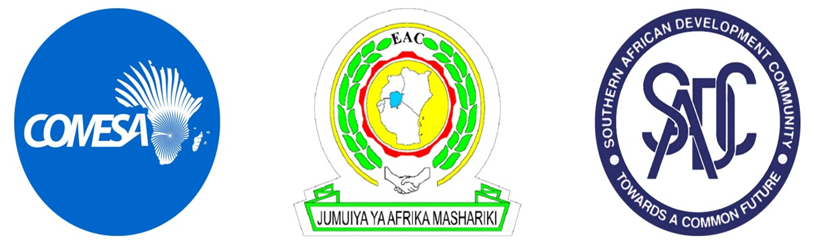 COMESA
EAC
JUMUIYA YA AFRIKA MASHARIKI
SOUTHERN AFRICAN DEVELOPMENT COMMUNITY
SADC
TOWARDS A COMMON FUTURE